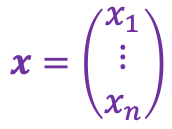 x = (x₁
⋮
xₙ)